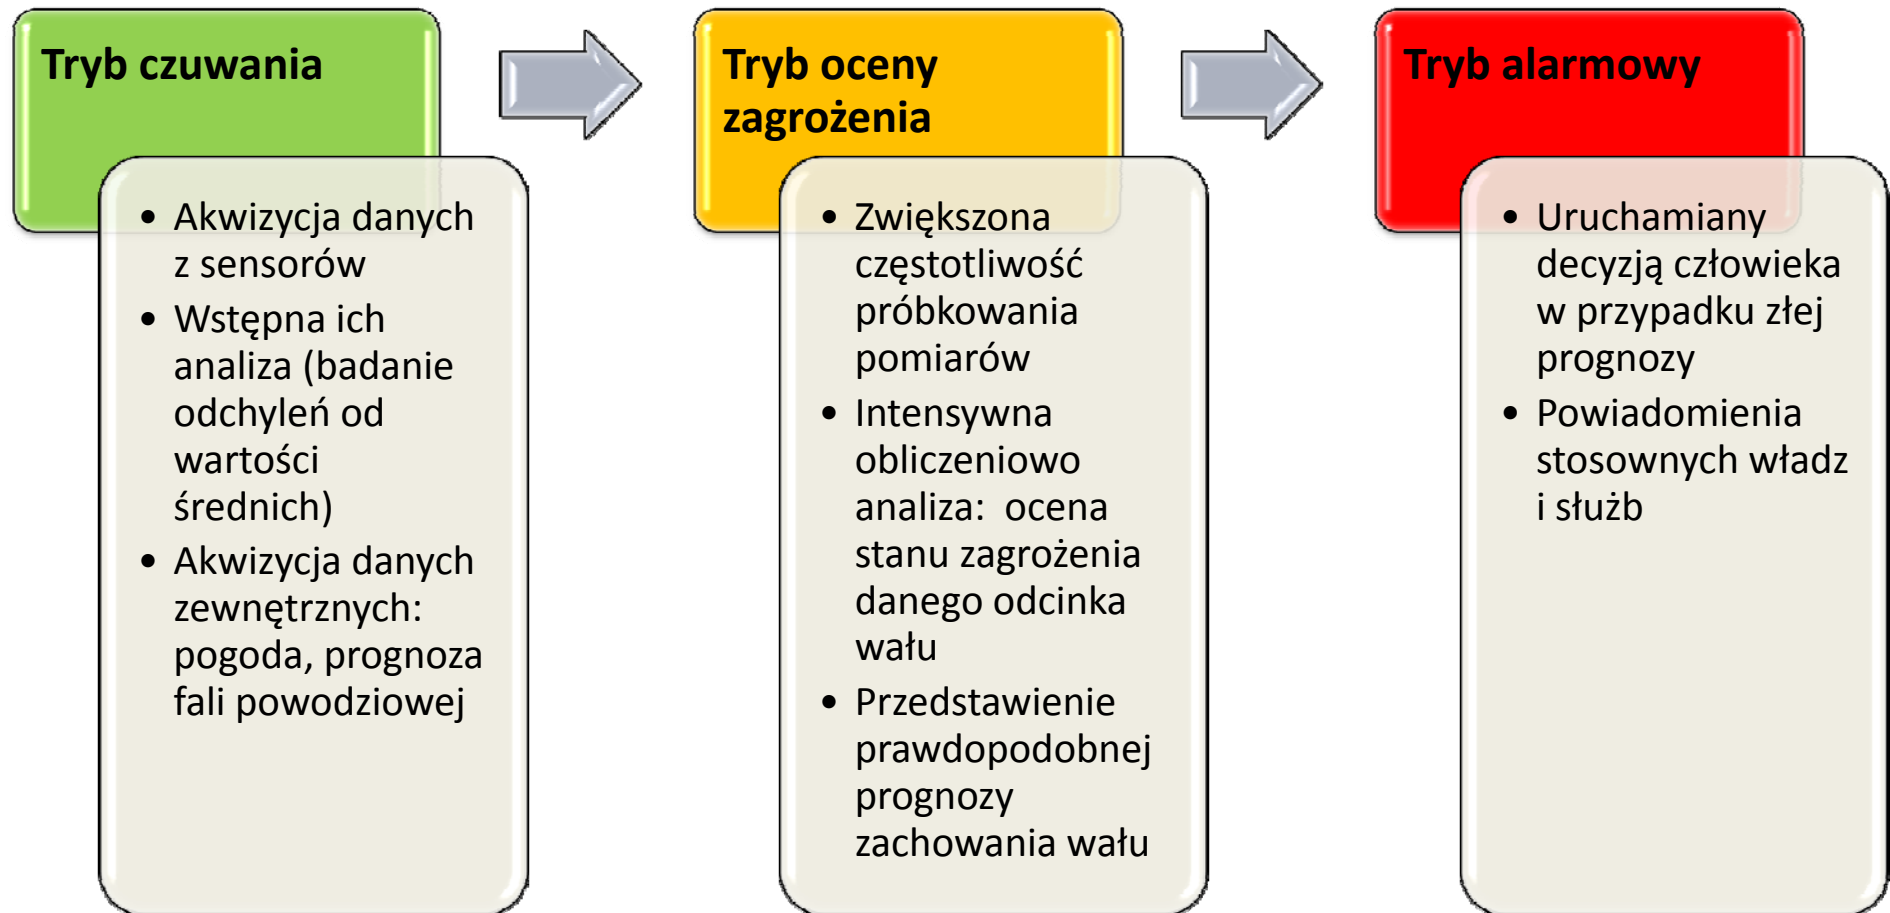 Tryb czuwania
• Akwizycja danych
z sensorów
• Wstępna ich
analiza (badanie
odchyleń od
wartości
średnich)
• Akwizycja danych
zewnętrznych:
pogoda, prognoza
fali powodziowej
Tryb oceny
zagrożenia
• Zwiększona
częstotliwość
próbkowania
pomiarów
• Intensywna
obliczeniowo
analiza: ocena
stanu zagrożenia
danego odcinka
wału
• Przedstawienie
prawdopodobnej
prognozy
zachowania wału
Tryb alarmowy
• Uruchamiany
decyzją człowieka
w przypadku złej
prognozy
• Powiadomienia
stosownych władz
i służb